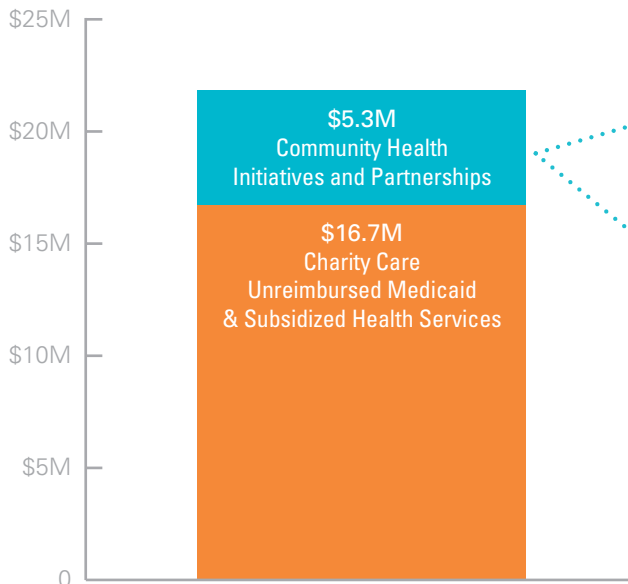 $25M
$20M
$15M
$10M
$5M
0
$5.3M
Community Health
Initiatives and Partnerships
$16.7M
Charity Care
Unreimbursed Medicaid
& Subsidized Health Services